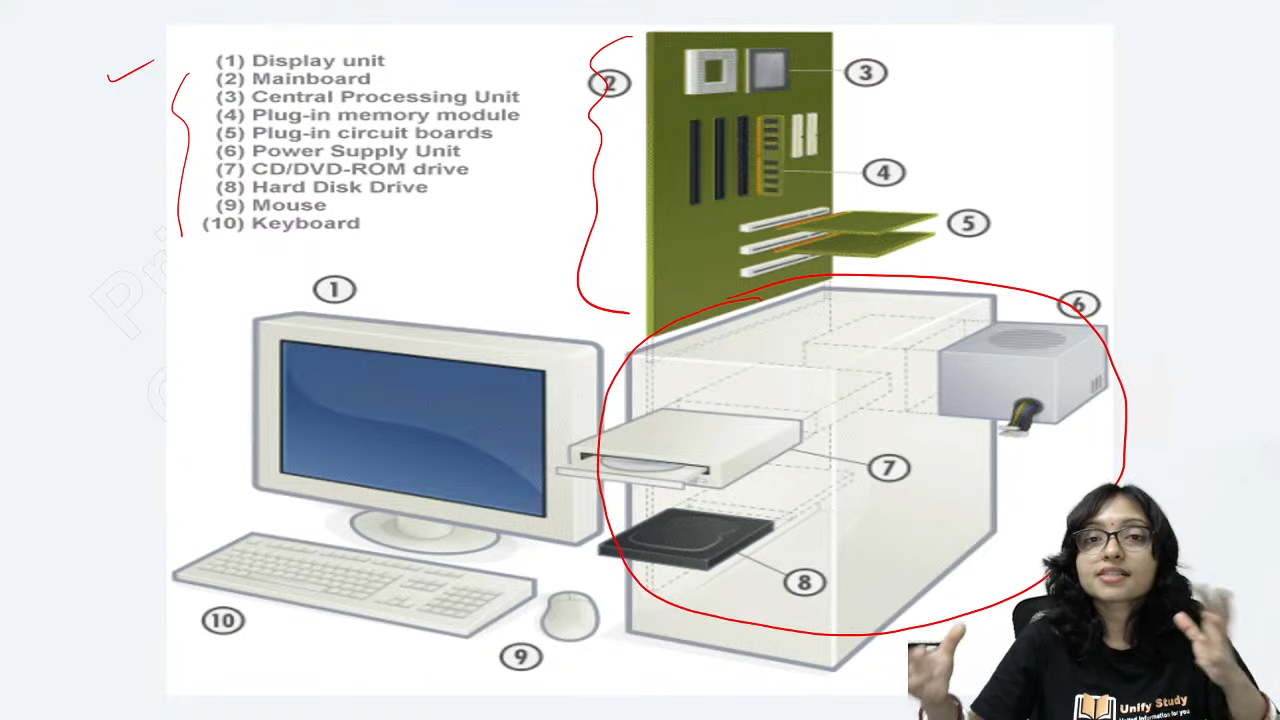 (1) Display unit
(2) Mainboard
(3) Central Processing Unit
(4) Plug-in memory module
(5) Plug-in circuit boards
(6) Power Supply Unit
(7) CD/DVD-ROM drive
(8) Hard Disk Drive
(9) Mouse
(10) Keyboard
2
3
4
5
1
6
7
8
10
9
Unify Study